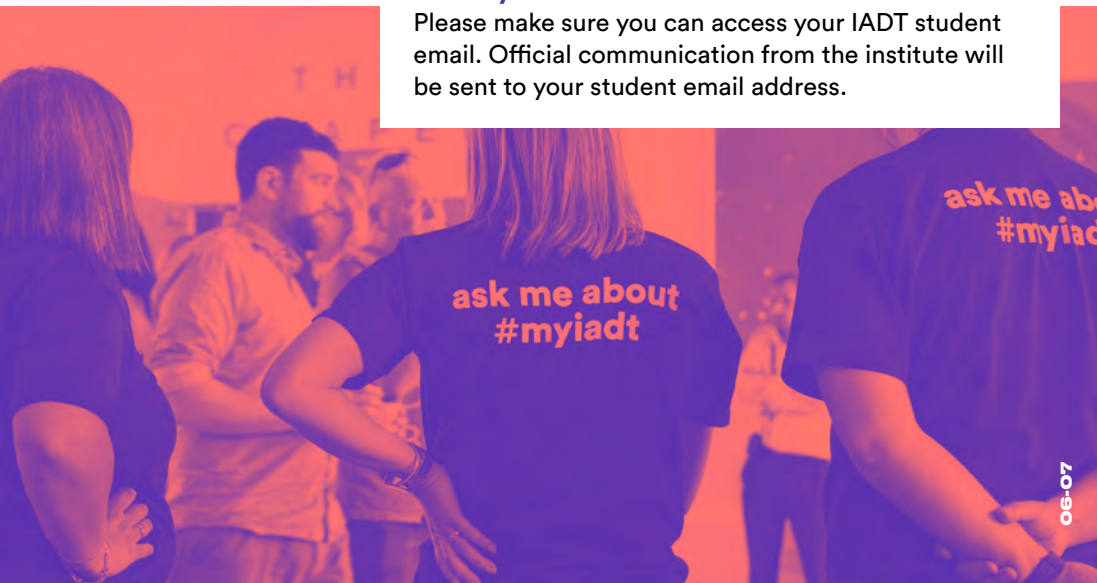 Please make sure you can access your IADT student
email. Official communication from the institute will
be sent to your student email address.
ask me about
#myiadt
ask me abo
#myiad
06-07